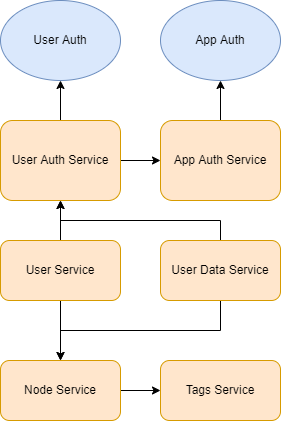 User Auth
App Auth
User Auth Service
App Auth Service
User Service
User Data Service
Node Service
Tags Service